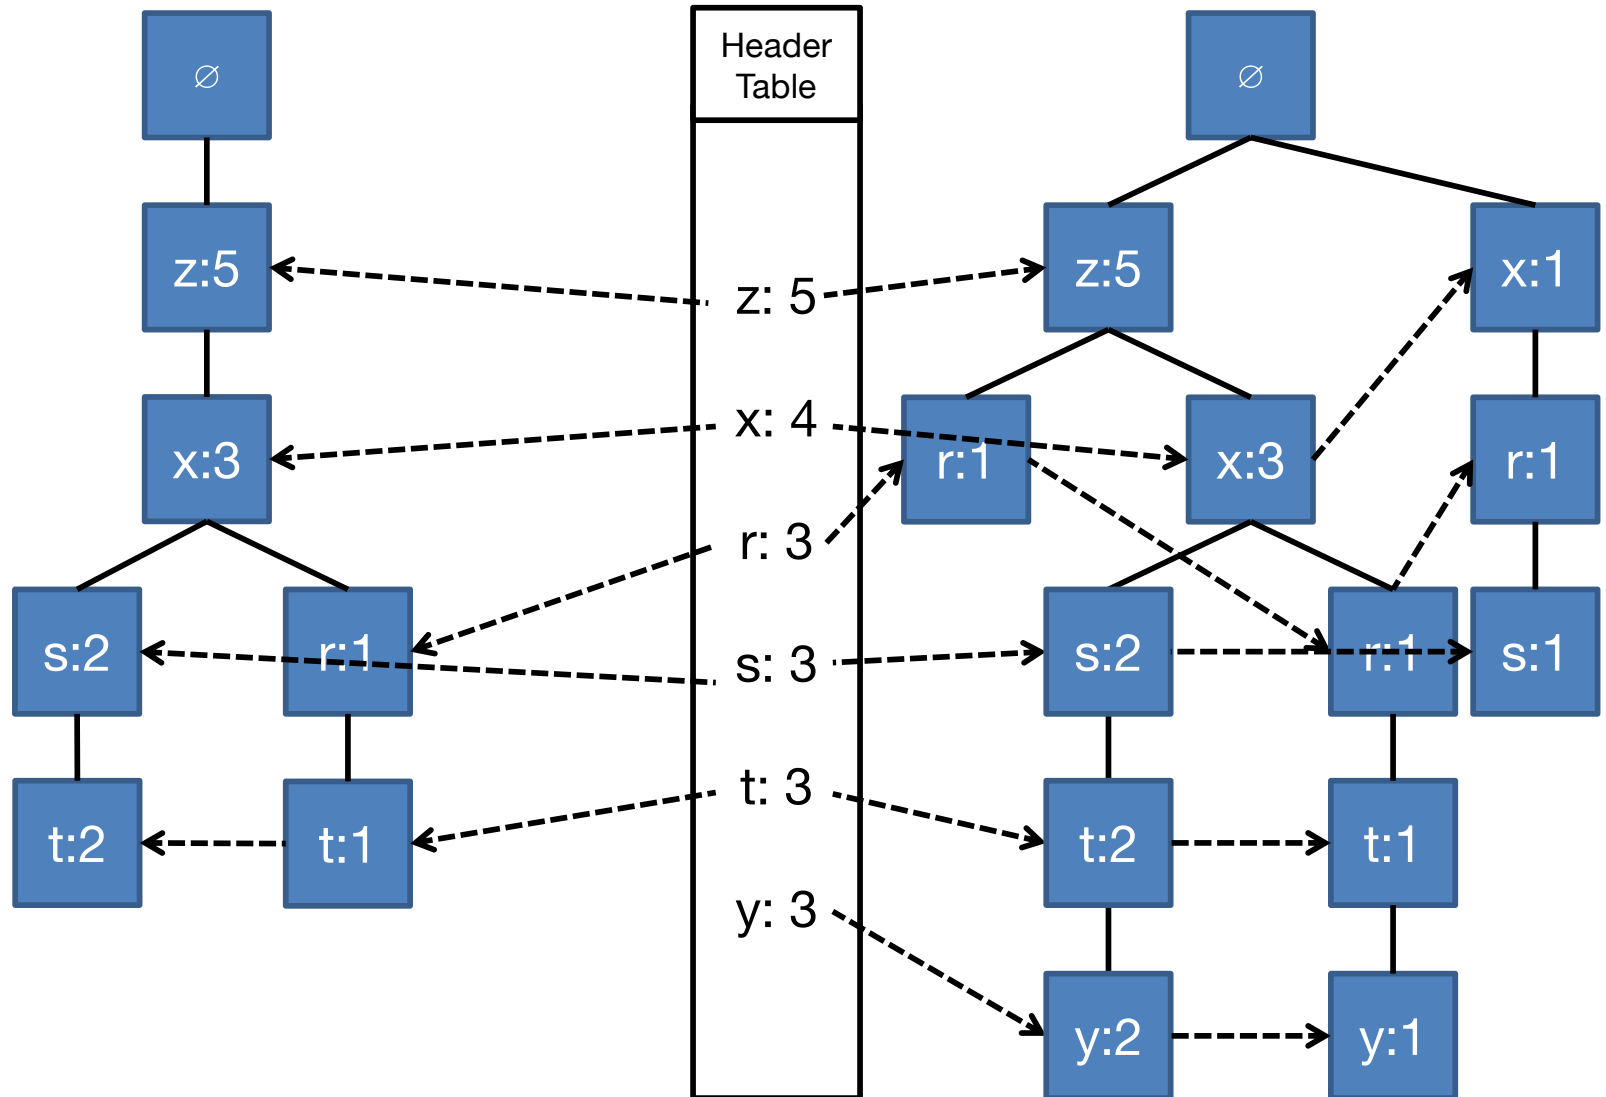 Header
Table
∅
∅
z:5
z: 5
z:5
x:1
x:3
x: 4
r:1
x:3
r:1
r: 3
s:2
r:1
s: 3
s:2
r:1
s:1
t:2
t:1
t: 3
t:2
t:1
y: 3
y:2
y:1